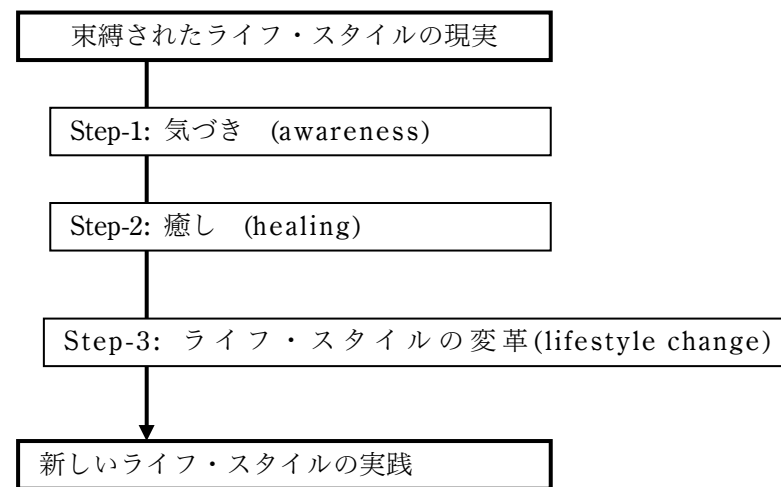 束縛されたライフ・スタイルの現実
Step-1: 気づき　(awareness)
Step-2: 癒し　(healing)
Step-3: ライフ・スタイルの変革(lifestyle change)
新しいライフ・スタイルの実践